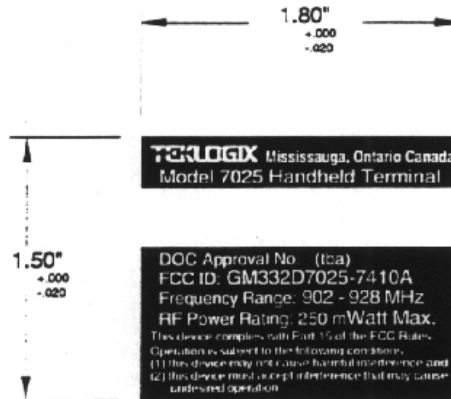 1.80"
+.000
-.020
TEKLOGIX Mississauga, Ontario Canada
Model 7025 Handheld Terminal
1.50"
+.000
-.020
DOC Approval No. (tba)
FCC ID: GM332D7025-7410A
Frequency Range: 902 - 928 MHz
RF Power Rating: 250 mWatt Max.
This device complies with Part 15 of the FCC Rules.
Operation is subject to the following conditions.
(1) this device may not cause harmful interference and
(2) this device must accept interference that may cause
undesired operation